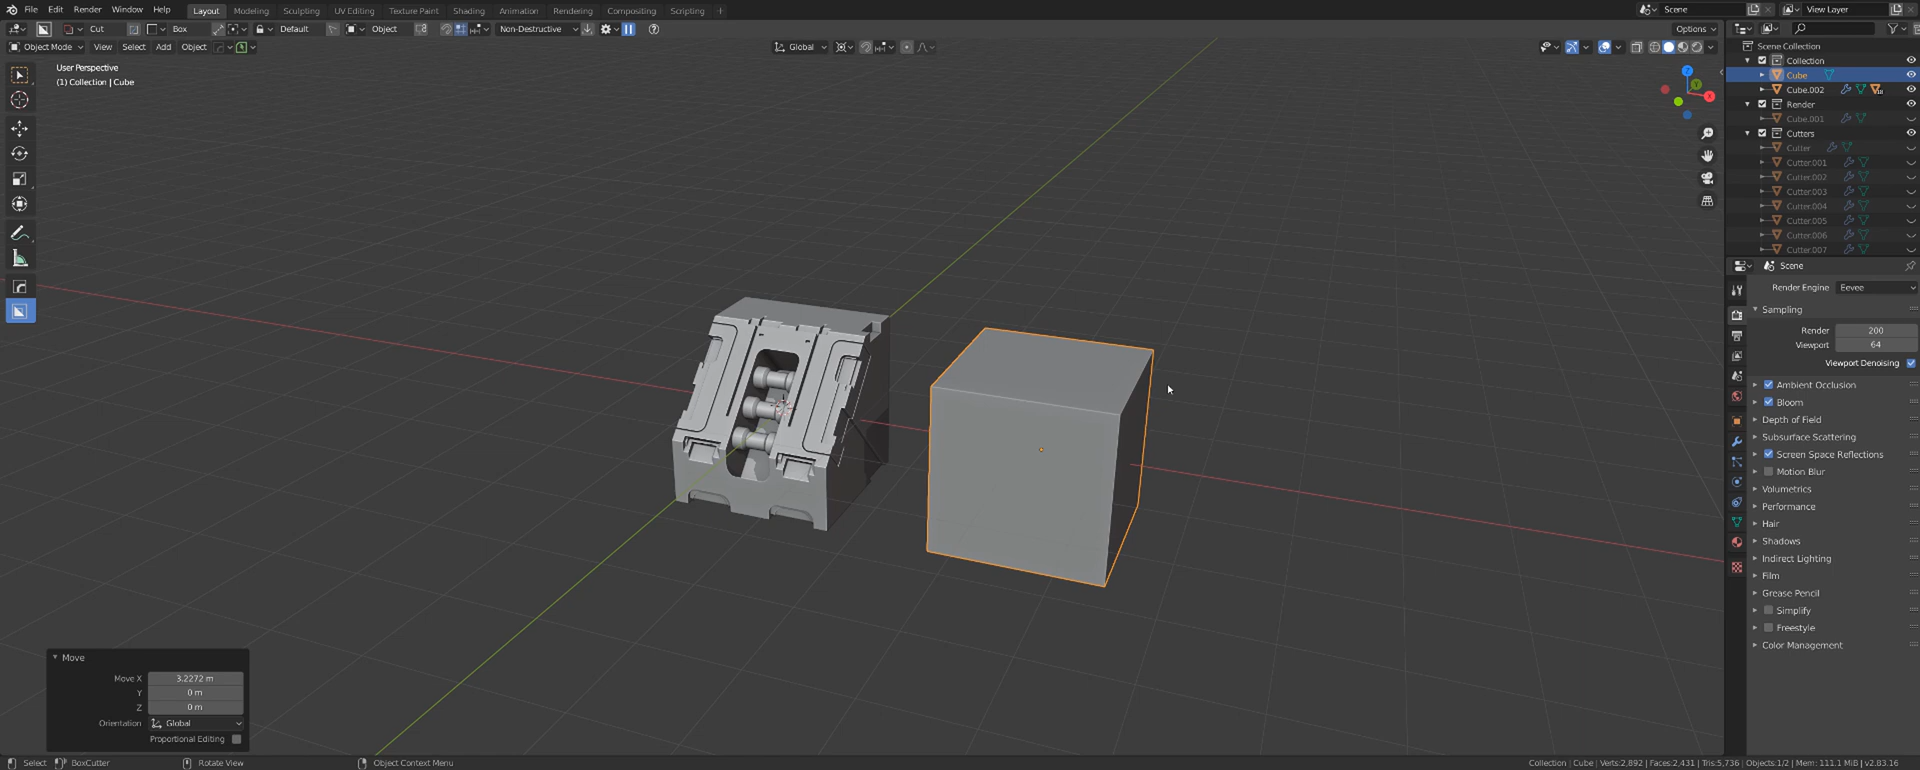 File Edit Render Window Help Layout Modeling Sculpting UV Editing Texture Paint Shading Animation Rendering Compositing Scripting + Scene View Layer
Cut Box Default Object Non-Destructive Options
Object Mode View Select Add Object Global
User Perspective
(1) Collection | Cube
Scene Collection
Collection
Cube
Cube.002
Render
Cube.001
Cutters
Cutter
Cutter.001
Cutter.002
Cutter.003
Cutter.004
Cutter.005
Cutter.006
Cutter.007
Scene
Render Engine Eevee
Sampling
Render 200
Viewport 64
Viewport Denoising
Ambient Occlusion
Bloom
Depth of Field
Subsurface Scattering
Screen Space Reflections
Motion Blur
Volumetrics
Performance
Hair
Shadows
Indirect Lighting
Film
Grease Pencil
Simplify
Freestyle
Color Management
Move
Move X 3.2272 m
Y 0 m
Z 0 m
Orientation Global
Proportional Editing
Select BoxCutter Rotate View Object Context Menu Collection | Cube | Verts:2,892 | Faces:2,431 | Tris:5,736 | Objects:1/2 | Mem: 111.1 MiB | v2.83.16